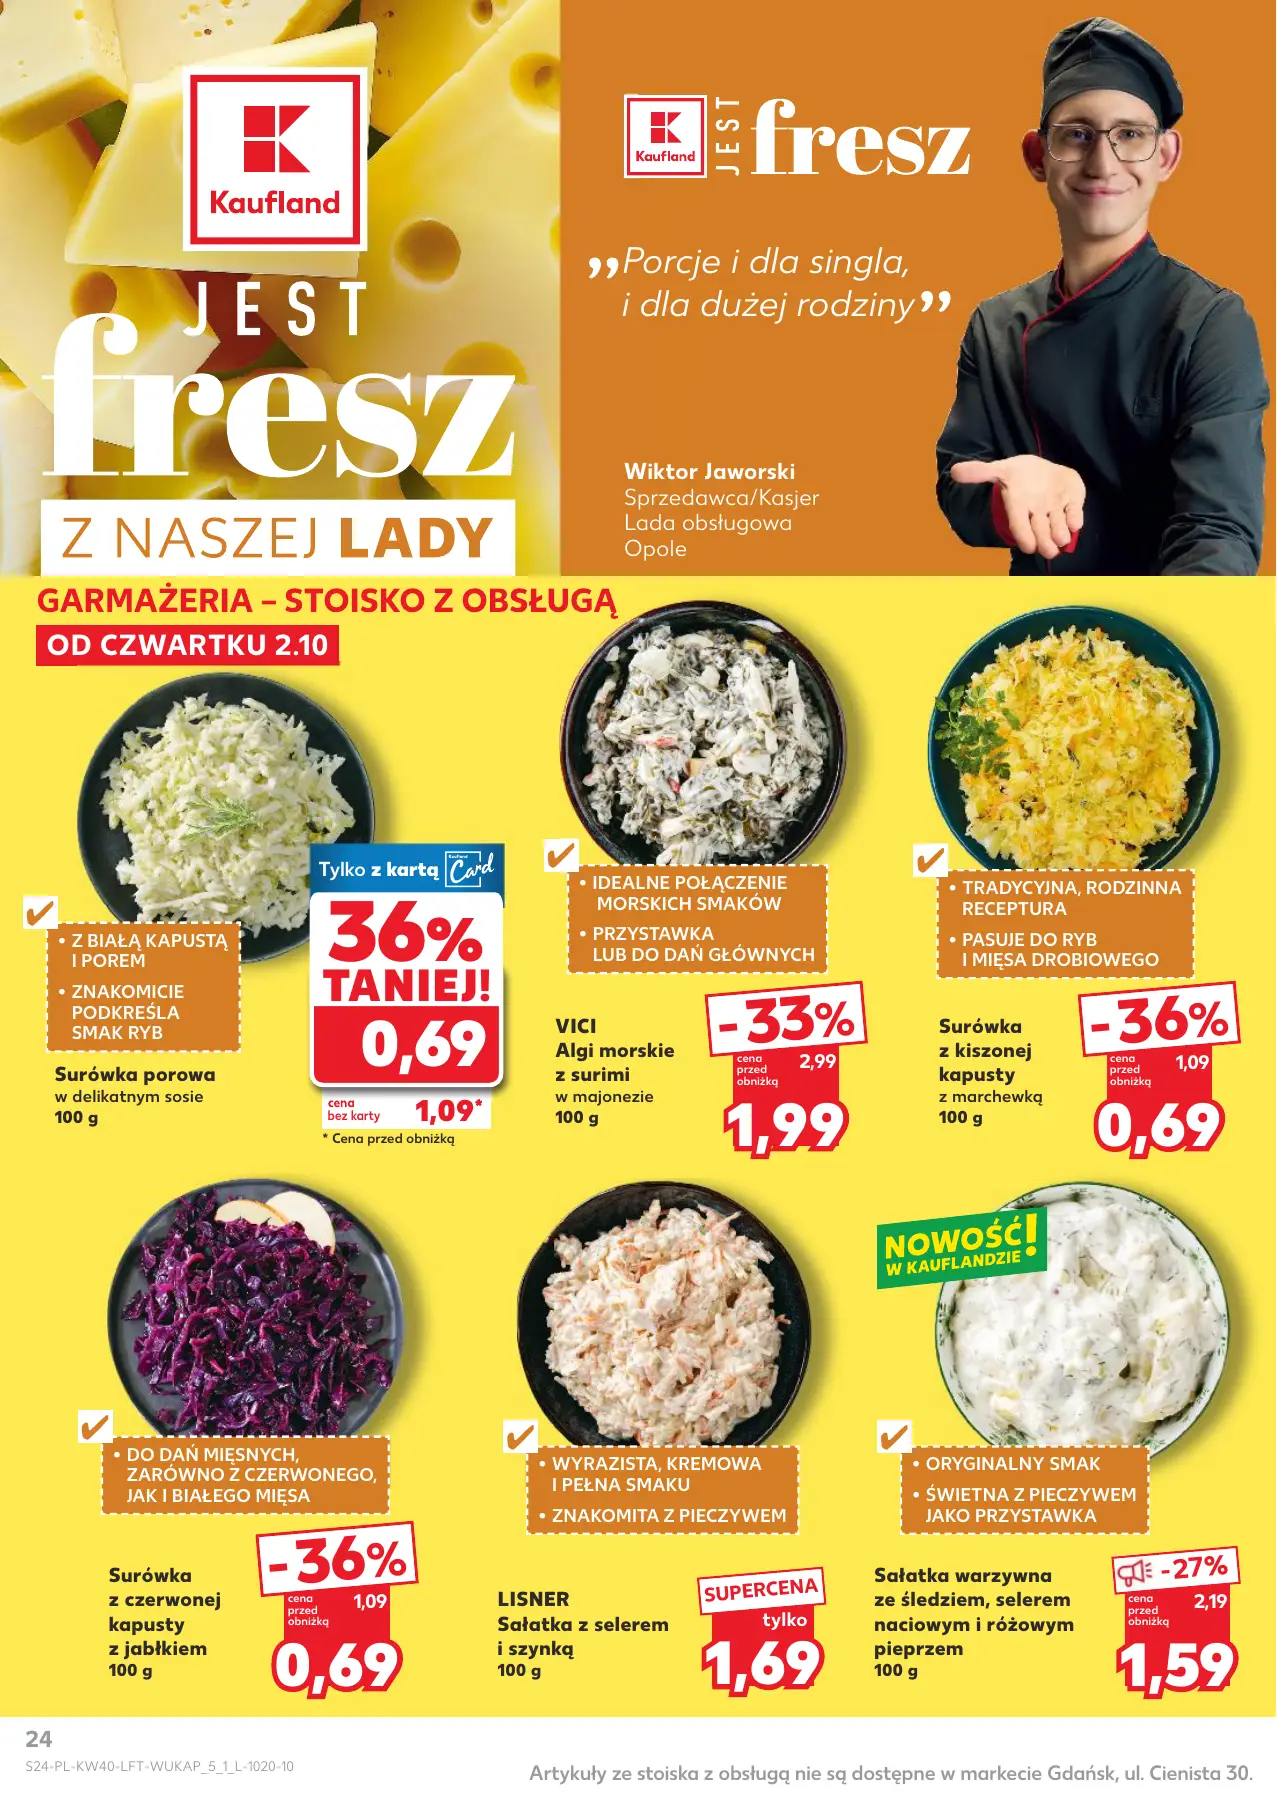 Kaufland
JEST
fresz
Z NASZEJ LADY
Kaufland
JEST
fresz
„Porcje i dla singla,
i dla dużej rodziny”
Wiktor Jaworski
Sprzedawca/Kasjer
Lada obsługowa
Opole
GARMAŻERIA – STOISKO Z OBSŁUGĄ
OD CZWARTKU 2.10
• Z BIAŁĄ KAPUSTĄ
I POREM
• ZNAKOMICIE
PODKREŚLA
SMAK RYB
Surówka porowa
w delikatnym sosie
100 g
Tylko z kartą
Kaufland
Card
36%
TANIEJ!
0,69
cena
bez karty
1,09*
* Cena przed obniżką
• IDEALNE POŁĄCZENIE
MORSKICH SMAKÓW
• PRZYSTAWKA
LUB DO DAŃ GŁÓWNYCH
VICI
Algi morskie
z surimi
w majonezie
100 g
-33%
cena
przed
obniżką
2,99
1,99
• TRADYCYJNA, RODZINNA
RECEPTURA
• PASUJE DO RYB
I MIĘSA DROBIOWEGO
Surówka
z kiszonej
kapusty
z marchewką
100 g
-36%
cena
przed
obniżką
1,09
0,69
• DO DAŃ MIĘSNYCH,
ZARÓWNO Z CZERWONEGO,
JAK I BIAŁEGO MIĘSA
Surówka
z czerwonej
kapusty
z jabłkiem
100 g
-36%
cena
przed
obniżką
1,09
0,69
• WYRAZISTA, KREMOWA
I PEŁNA SMAKU
• ZNAKOMITA Z PIECZYWEM
LISNER
Sałatka z selerem
i szynką
100 g
SUPERCENA
tylko
1,69
NOWOŚĆ!
W KAUFLANDZIE
• ORYGINALNY SMAK
• ŚWIETNA Z PIECZYWEM
JAKO PRZYSTAWKA
Sałatka warzywna
ze śledziem, selerem
naciowym i różowym
pieprzem
100 g
-27%
cena
przed
obniżką
2,19
1,59
24
S24-PL-KW40-LFT-WUKAP_5_1_L-1020-10
Artykuły ze stoiska z obsługą nie są dostępne w markecie Gdańsk, ul. Cienista 30.